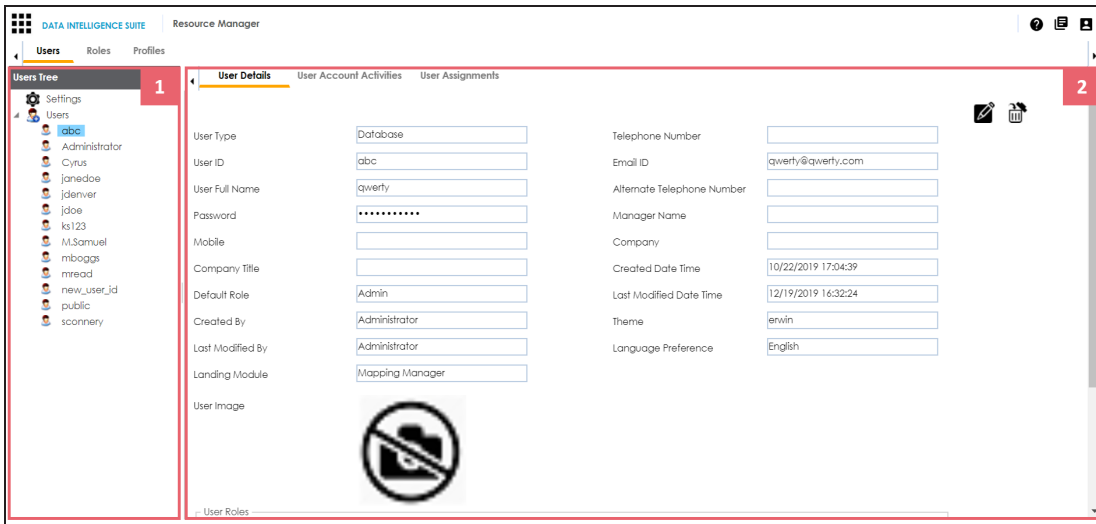 DATA INTELLIGENCE SUITE Resource Manager
Users Roles Profiles
Users Tree
1
Settings
Users
abc
Administrator
Cyrus
janedoe
jdenver
jdoe
ks123
M.Samuel
mboggs
mread
new_user_id
public
sconnery
User Details User Account Activities User Assignments
2
User Type Database Telephone Number
User ID abc Email ID qwerty@qwerty.com
User Full Name qwerty Alternate Telephone Number
Password ••••••••••• Manager Name
Mobile Company
Company Title Created Date Time 10/22/2019 17:04:39
Default Role Admin Last Modified Date Time 12/19/2019 16:32:24
Created By Administrator Theme erwin
Last Modified By Administrator Language Preference English
Landing Module Mapping Manager
User Image
User Roles